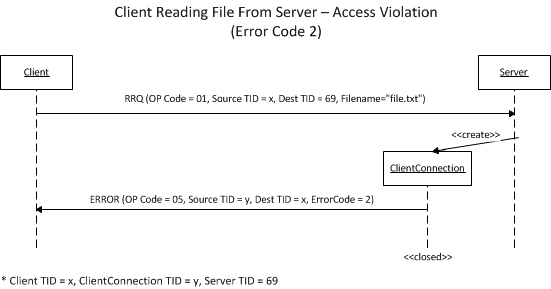 Client Reading File From Server – Access Violation
(Error Code 2)
Client
Server
RRQ (OP Code = 01, Source TID = x, Dest TID = 69, Filename="file.txt")
<<create>>
ClientConnection
ERROR (OP Code = 05, Source TID = y, Dest TID = x, ErrorCode = 2)
<<closed>>
* Client TID = x, ClientConnection TID = y, Server TID = 69